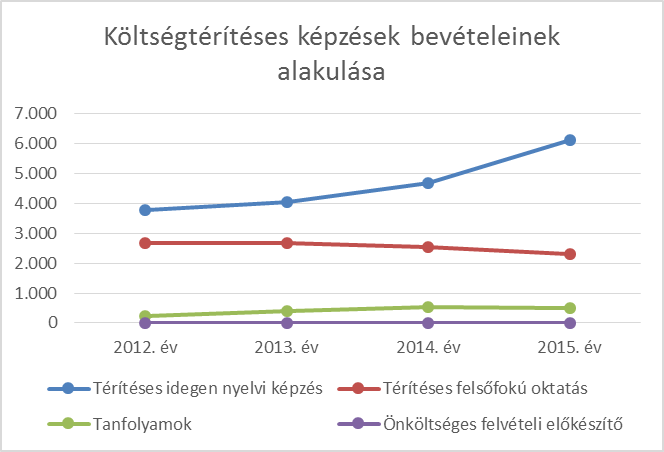 Költségtérítéses képzések bevételeinek
alakulása
7.000
6.000
5.000
4.000
3.000
2.000
1.000
0
2012. év 2013. év 2014. év 2015. év
Térítéses idegen nyelvi képzés Térítéses felsőfokú oktatás
Tanfolyamok Önköltséges felvételi előkészítő